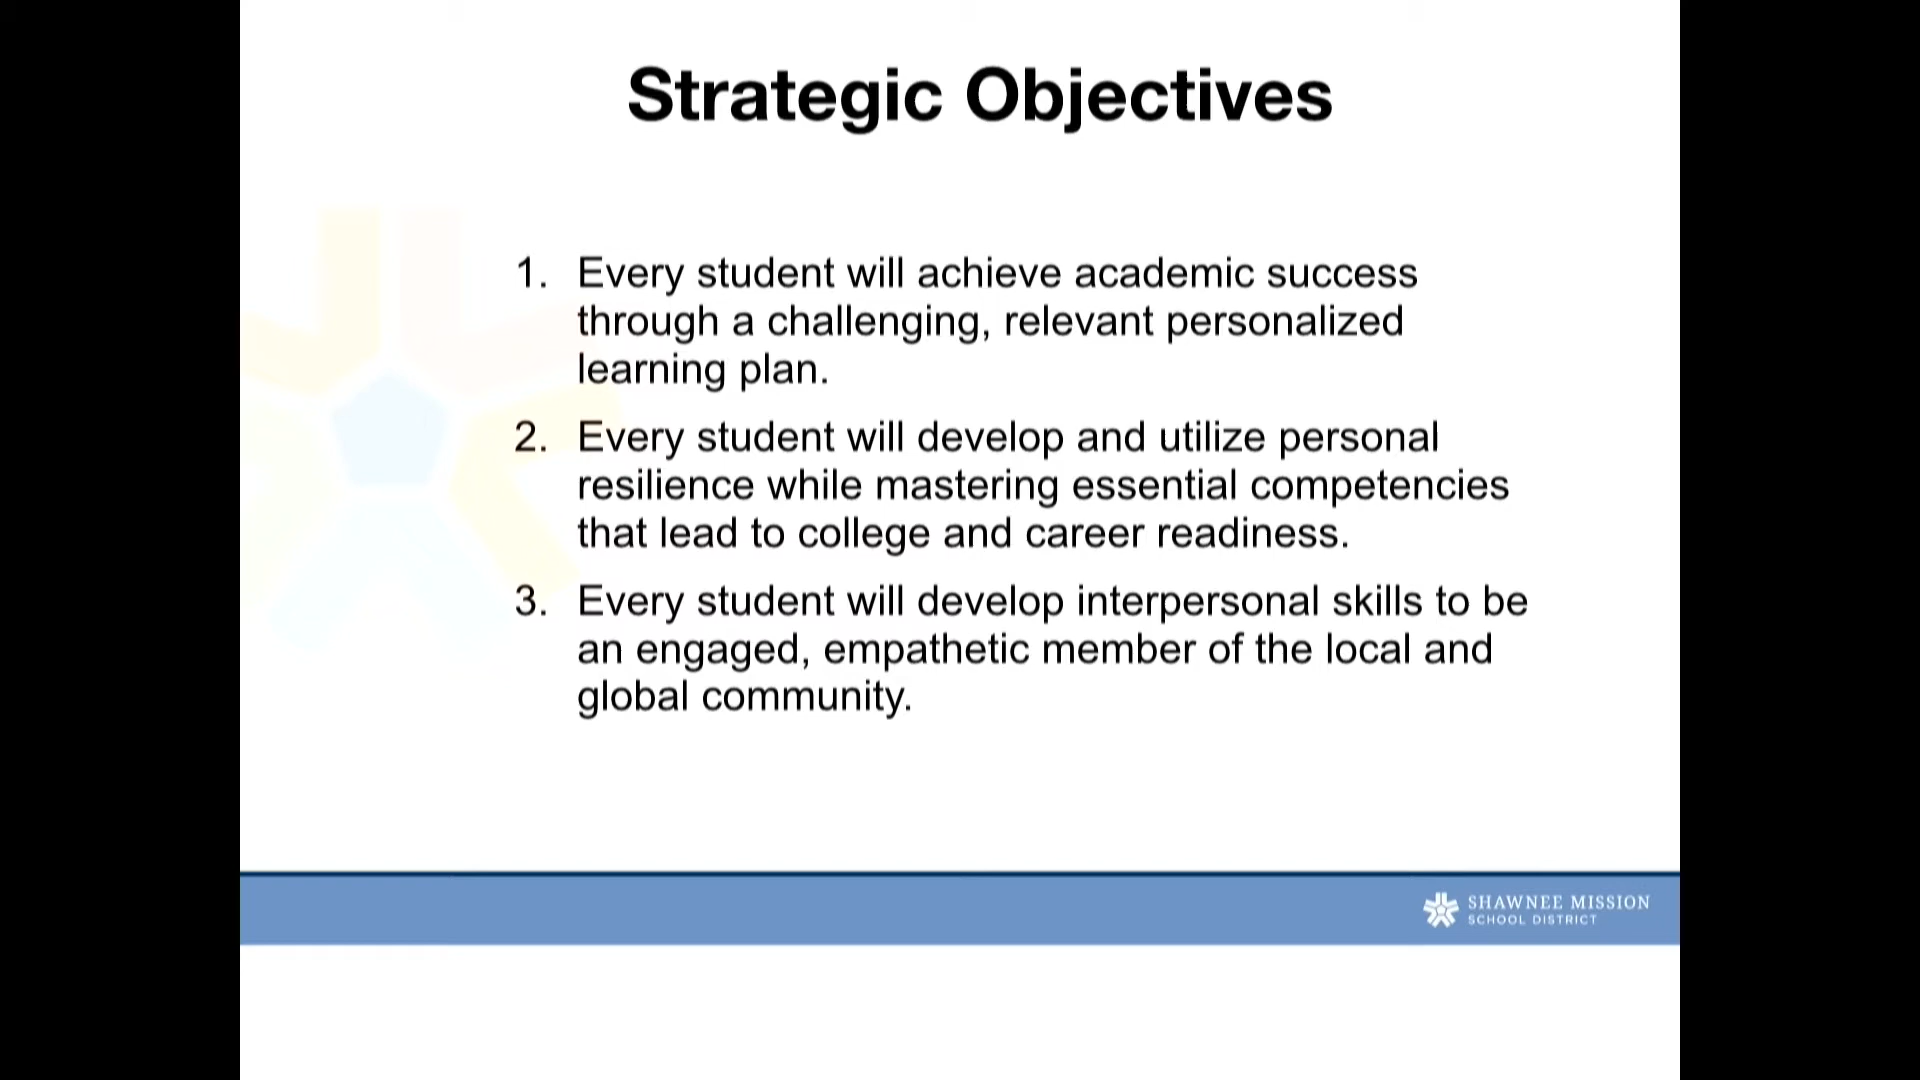 Strategic Objectives
1. Every student will achieve academic success
through a challenging, relevant personalized
learning plan.
2. Every student will develop and utilize personal
resilience while mastering essential competencies
that lead to college and career readiness.
3. Every student will develop interpersonal skills to be
an engaged, empathetic member of the local and
global community.
SHAWNEE MISSION
SCHOOL DISTRICT